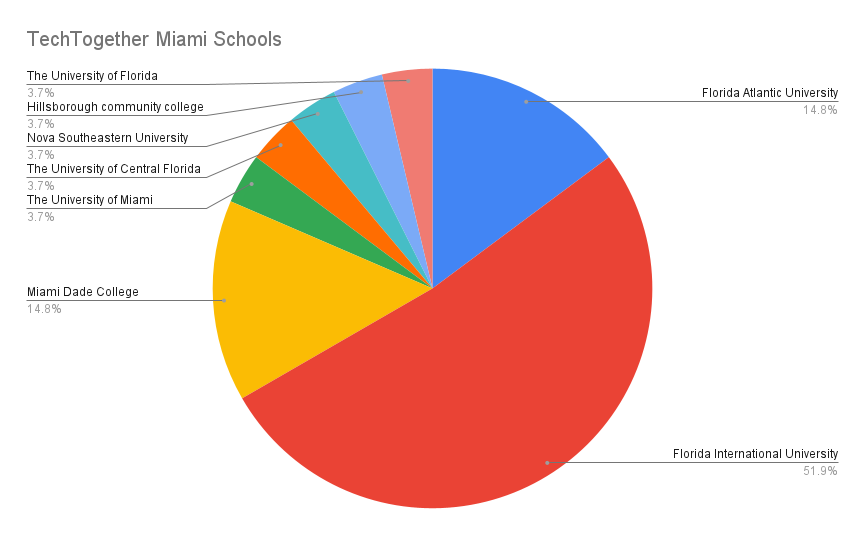 TechTogether Miami Schools
The University of Florida
3.7%
Hillsborough community college
3.7%
Nova Southeastern University
3.7%
The University of Central Florida
3.7%
The University of Miami
3.7%
Miami Dade College
14.8%
Florida Atlantic University
14.8%
Florida International University
51.9%